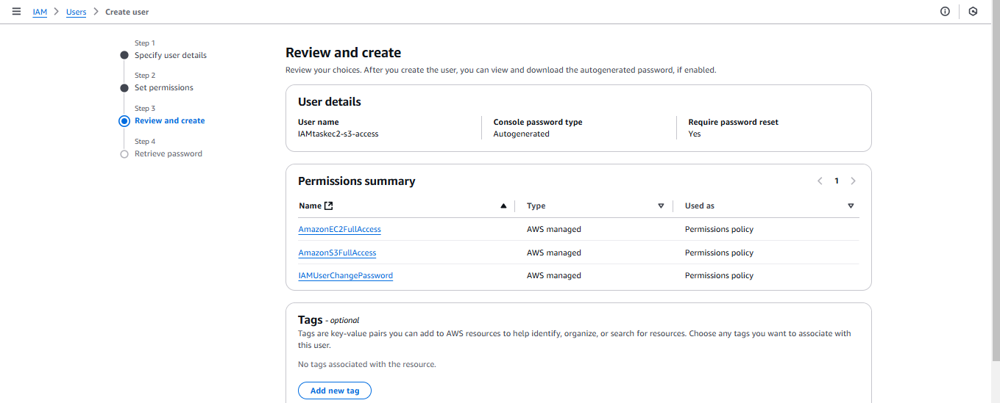 IAM > Users > Create user
Step 1
Specify user details
Step 2
Set permissions
Step 3
Review and create
Step 4
Retrieve password
Review and create
Review your choices. After you create the user, you can view and download the autogenerated password, if enabled.
User details
User name
IAMtaskec2-s3-access
Console password type
Autogenerated
Require password reset
Yes
Permissions summary
1
Name Type Used as
AmazonEC2FullAccess AWS managed Permissions policy
AmazonS3FullAccess AWS managed Permissions policy
IAMUserChangePassword AWS managed Permissions policy
Tags - optional
Tags are key-value pairs you can add to AWS resources to help identify, organize, or search for resources. Choose any tags you want to associate with
this user.
No tags associated with the resource.
Add new tag